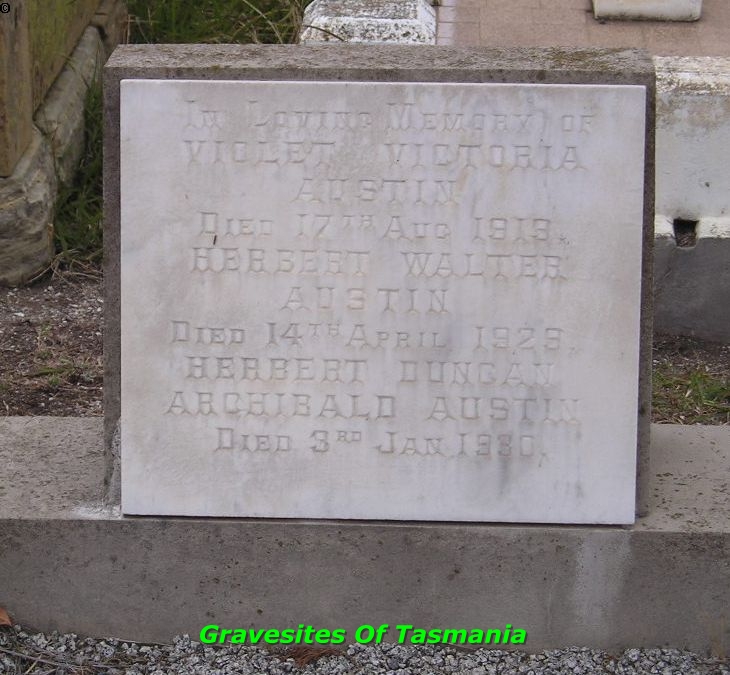 ©
In Loving Memory of
VIOLET VICTORIA
AUSTIN
Died 17TH Aug 1919.
HERBERT WALTER
AUSTIN
Died 14TH April 1929.
HERBERT DUNCAN
ARCHIBALD AUSTIN
Died 3RD Jan. 1930.
Gravesites Of Tasmania